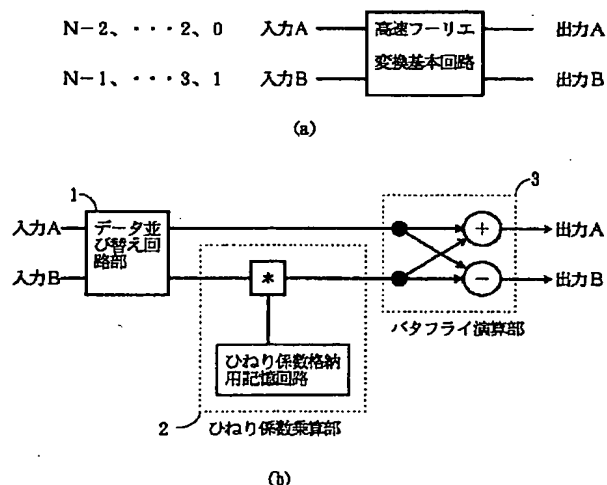 N-2、・・・2、0 入力A 高速フーリエ 出力A
変換基本回路
N-1、・・・3、1 入力B 出力B
(a)
1
3
入力A データ並 + 出力A
び替え回
路部
入力B * - 出力B
バタフライ演算部
ひねり係数格納
用記憶回路
2 ひねり係数乗算部
(b)